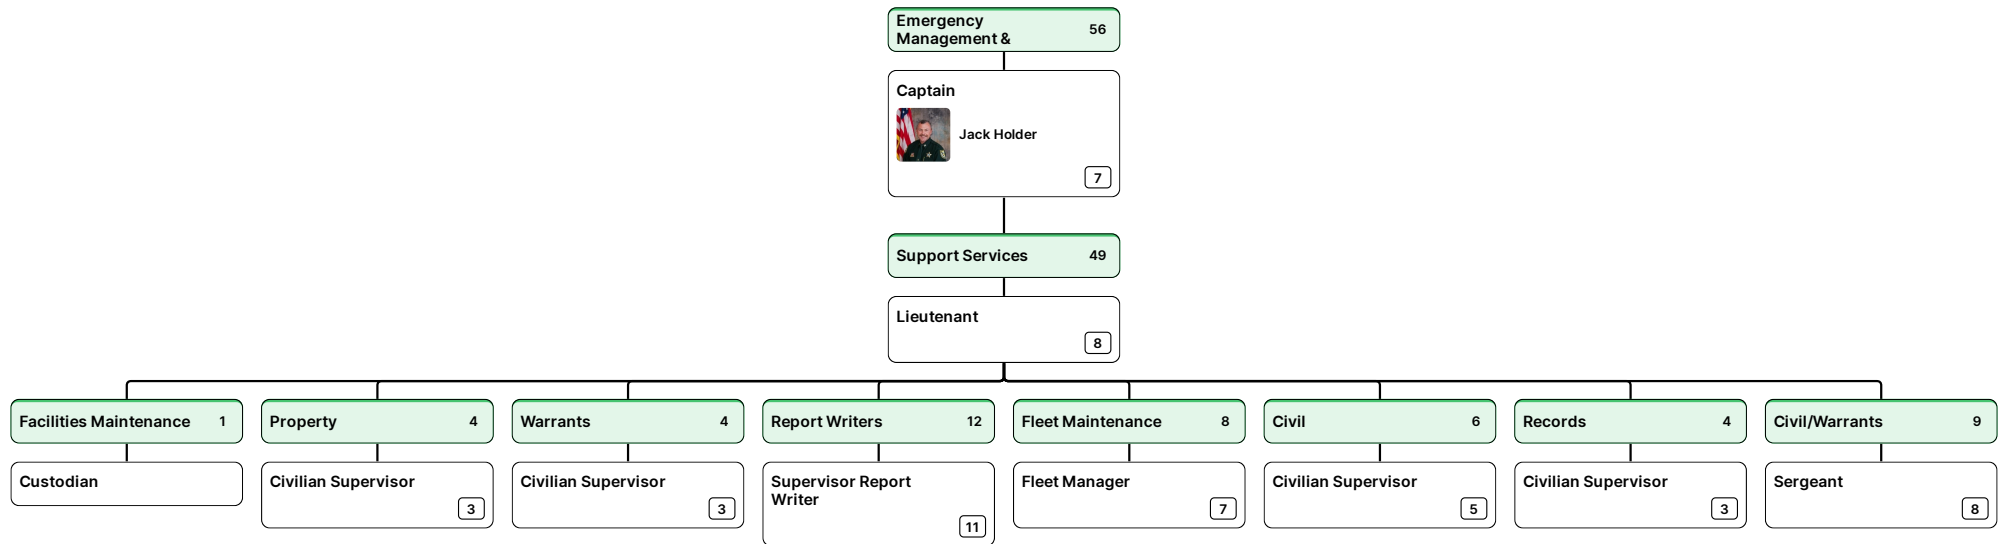 Emergency
Management &
56
Captain
Jack Holder
7
Support Services 49
Lieutenant
8
Facilities Maintenance 1
Custodian
Property 4
Civilian Supervisor
3
Warrants 4
Civilian Supervisor
3
Report Writers 12
Supervisor Report
Writer
11
Fleet Maintenance 8
Fleet Manager
7
Civil 6
Civilian Supervisor
5
Records 4
Civilian Supervisor
3
Civil/Warrants 9
Sergeant
8